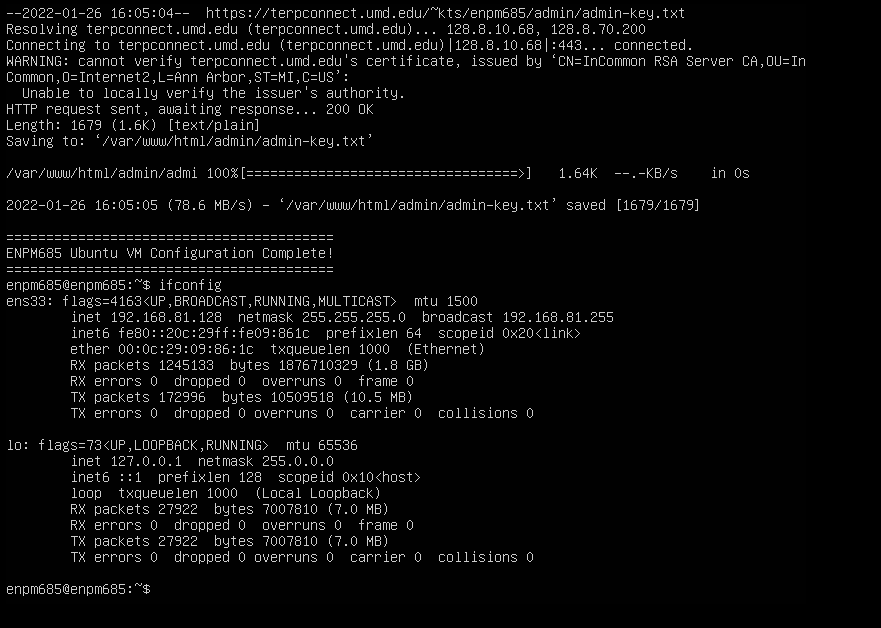 --2022-01-26 16:05:04--  https://terpconnect.umd.edu/~kts/enpm685/admin/admin-key.txt
Resolving terpconnect.umd.edu (terpconnect.umd.edu)... 128.8.10.68, 128.8.70.200
Connecting to terpconnect.umd.edu (terpconnect.umd.edu)|128.8.10.68|:443... connected.
WARNING: cannot verify terpconnect.umd.edu's certificate, issued by ‘CN=InCommon RSA Server CA,OU=In
Common,O=Internet2,L=Ann Arbor,ST=MI,C=US’:
  Unable to locally verify the issuer's authority.
HTTP request sent, awaiting response... 200 OK
Length: 1679 (1.6K) [text/plain]
Saving to: ‘/var/www/html/admin/admin-key.txt’

/var/www/html/admin/admi 100%[==================================>]   1.64K  --.-KB/s    in 0s

2022-01-26 16:05:05 (78.6 MB/s) - ‘/var/www/html/admin/admin-key.txt’ saved [1679/1679]

=========================================
ENPM685 Ubuntu VM Configuration Complete!
=========================================
enpm685@enpm685:~$ ifconfig
ens33: flags=4163<UP,BROADCAST,RUNNING,MULTICAST>  mtu 1500
        inet 192.168.81.128  netmask 255.255.255.0  broadcast 192.168.81.255
        inet6 fe80::20c:29ff:fe09:861c  prefixlen 64  scopeid 0x20<link>
        ether 00:0c:29:09:86:1c  txqueuelen 1000  (Ethernet)
        RX packets 1245133  bytes 1876710329 (1.8 GB)
        RX errors 0  dropped 0  overruns 0  frame 0
        TX packets 172996  bytes 10509518 (10.5 MB)
        TX errors 0  dropped 0 overruns 0  carrier 0  collisions 0

lo: flags=73<UP,LOOPBACK,RUNNING>  mtu 65536
        inet 127.0.0.1  netmask 255.0.0.0
        inet6 ::1  prefixlen 128  scopeid 0x10<host>
        loop  txqueuelen 1000  (Local Loopback)
        RX packets 27922  bytes 7007810 (7.0 MB)
        RX errors 0  dropped 0  overruns 0  frame 0
        TX packets 27922  bytes 7007810 (7.0 MB)
        TX errors 0  dropped 0 overruns 0  carrier 0  collisions 0

enpm685@enpm685:~$